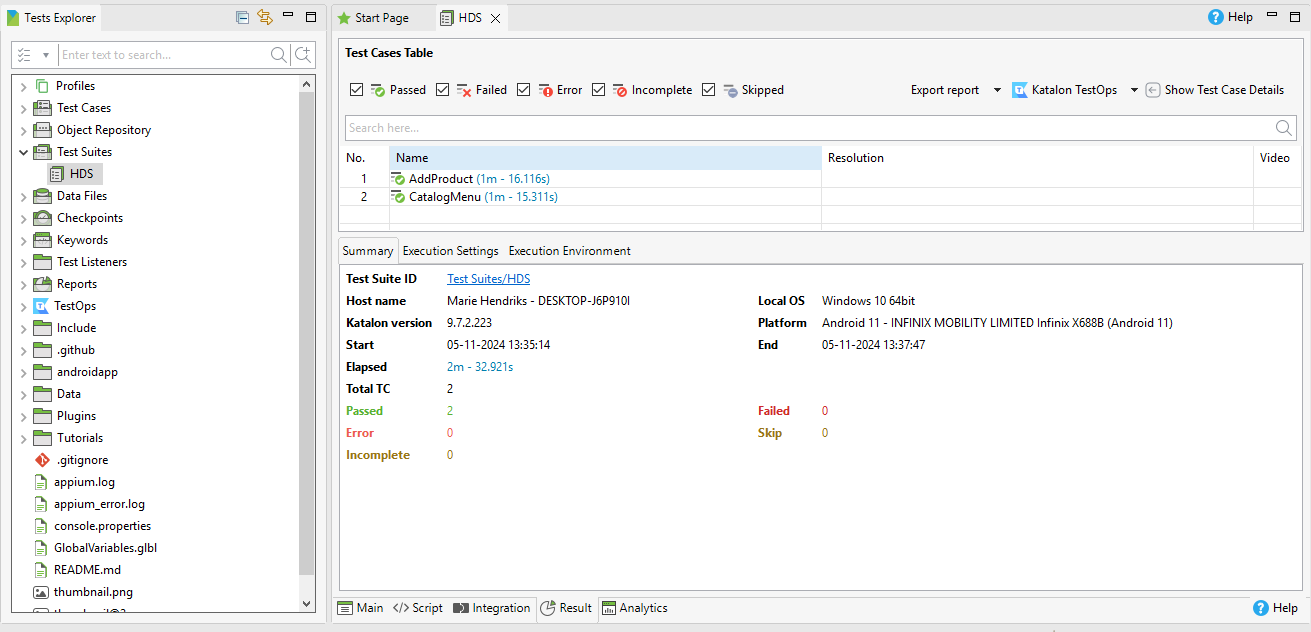 Tests Explorer
Enter text to search...
Profiles
Test Cases
Object Repository
Test Suites
HDS
Data Files
Checkpoints
Keywords
Test Listeners
Reports
TestOps
Include
.github
androidapp
Data
Plugins
Tutorials
.gitignore
appium.log
appium_error.log
console.properties
GlobalVariables.glbl
README.md
thumbnail.png
Start Page
HDS
Help
Test Cases Table
Passed Failed Error Incomplete Skipped Export report Katalon TestOps Show Test Case Details
Search here...
No. Name Resolution Video
1 AddProduct (1m - 16.116s)
2 CatalogMenu (1m - 15.311s)
Summary Execution Settings Execution Environment
Test Suite ID Test Suites/HDS
Host name Marie Hendriks - DESKTOP-J6P910I Local OS Windows 10 64bit
Katalon version 9.7.2.223 Platform Android 11 - INFINIX MOBILITY LIMITED Infinix X688B (Android 11)
Start 05-11-2024 13:35:14 End 05-11-2024 13:37:47
Elapsed 2m - 32.921s
Total TC 2
Passed 2 Failed 0
Error 0 Skip 0
Incomplete 0
Main Script Integration Result Analytics Help